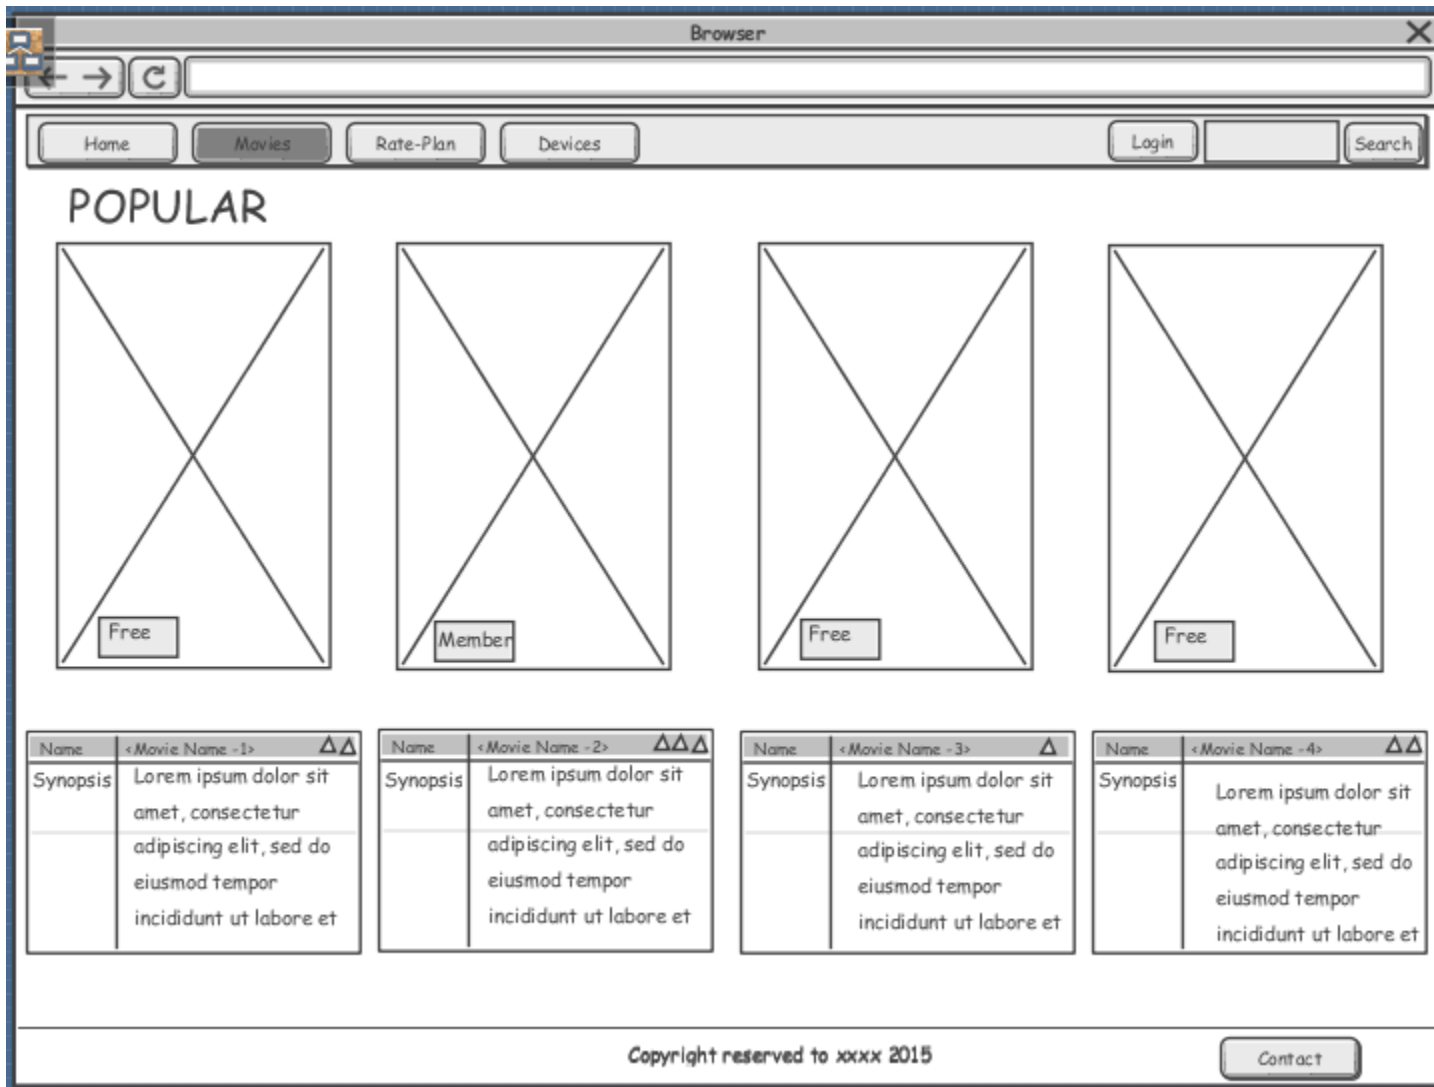 Browser
Home Movies Rate-Plan Devices Login Search
POPULAR
Free Member Free Free
Name <Movie Name -1>
Synopsis Lorem ipsum dolor sit
amet, consectetur
adipiscing elit, sed do
eiusmod tempor
incididunt ut labore et
Name <Movie Name -2>
Synopsis Lorem ipsum dolor sit
amet, consectetur
adipiscing elit, sed do
eiusmod tempor
incididunt ut labore et
Name <Movie Name -3>
Synopsis Lorem ipsum dolor sit
amet, consectetur
adipiscing elit, sed do
eiusmod tempor
incididunt ut labore et
Name <Movie Name -4>
Synopsis Lorem ipsum dolor sit
amet, consectetur
adipiscing elit, sed do
eiusmod tempor
incididunt ut labore et
Copyright reserved to xxxx 2015
Contact